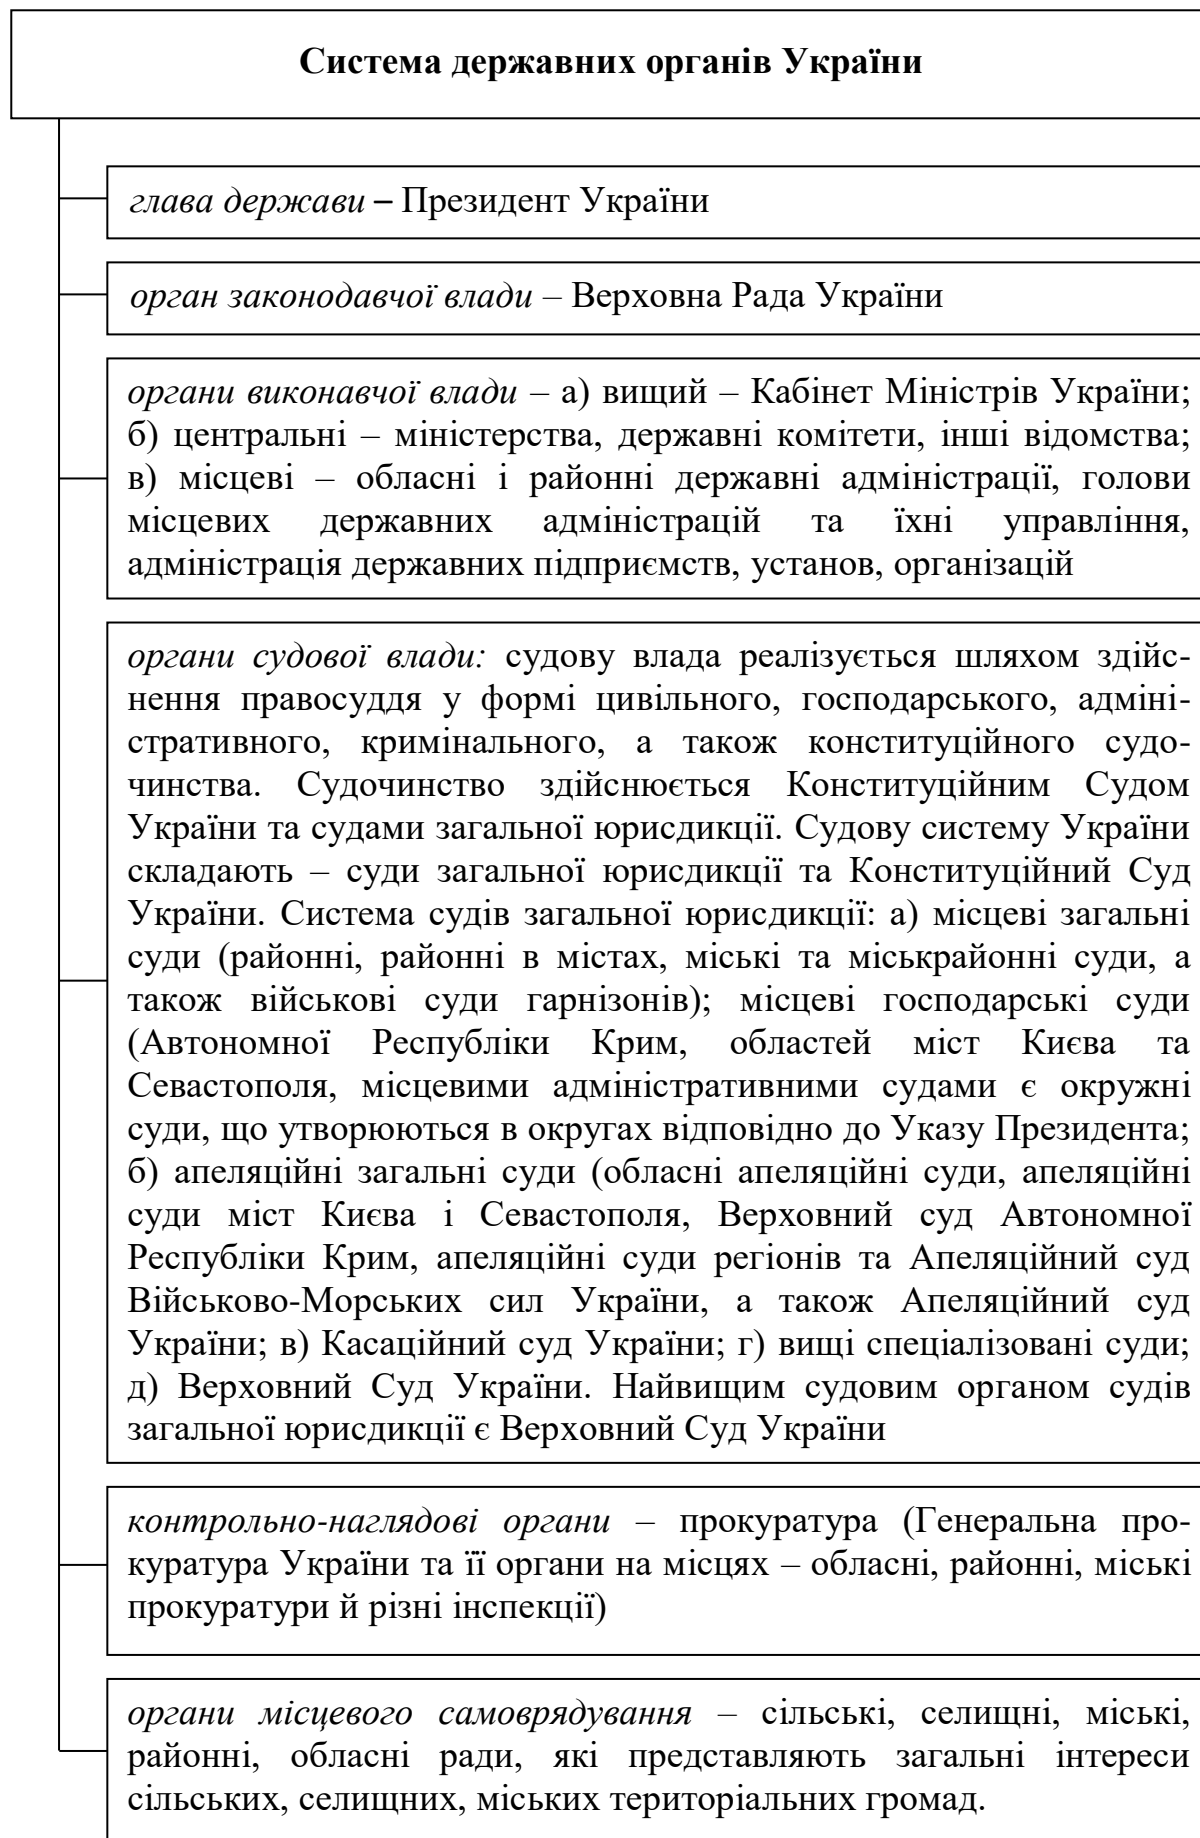 Система державних органів України
глава держави – Президент України
орган законодавчої влади – Верховна Рада України
органи виконавчої влади – а) вищий – Кабінет Міністрів України;
б) центральні – міністерства, державні комітети, інші відомства;
в) місцеві – обласні і районні державні адміністрації, голови
місцевих державних адміністрацій та їхні управління,
адміністрація державних підприємств, установ, організацій
органи судової влади: судову влада реалізується шляхом здійс-
нення правосуддя у формі цивільного, господарського, адміні-
стративного, кримінального, а також конституційного судо-
чинства. Судочинство здійснюється Конституційним Судом
України та судами загальної юрисдикції. Судову систему України
складають – суди загальної юрисдикції та Конституційний Суд
України. Система судів загальної юрисдикції: а) місцеві загальні
суди (районні, районні в містах, міські та міськрайонні суди, а
також військові суди гарнізонів); місцеві господарські суди
(Автономної Республіки Крим, областей міст Києва та
Севастополя, місцевими адміністративними судами є окружні
суди, що утворюються в округах відповідно до Указу Президента;
б) апеляційні загальні суди (обласні апеляційні суди, апеляційні
суди міст Києва і Севастополя, Верховний суд Автономної
Республіки Крим, апеляційні суди регіонів та Апеляційний суд
Військово-Морських сил України, а також Апеляційний суд
України; в) Касаційний суд України; г) вищі спеціалізовані суди;
д) Верховний Суд України. Найвищим судовим органом судів
загальної юрисдикції є Верховний Суд України
контрольно-наглядові органи – прокуратура (Генеральна про-
куратура України та її органи на місцях – обласні, районні, міські
прокуратури й різні інспекції)
органи місцевого самоврядування – сільські, селищні, міські,
районні, обласні ради, які представляють загальні інтереси
сільських, селищних, міських територіальних громад.